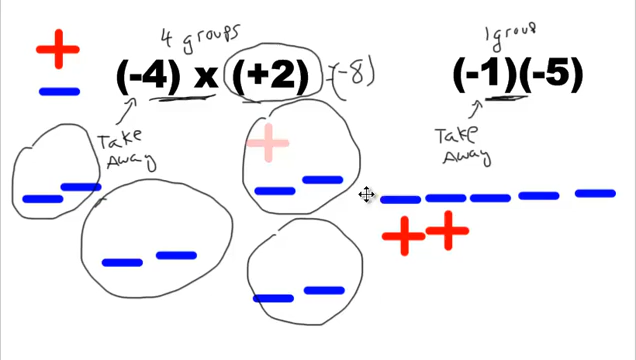 4 groups
(-4) x (+2) = (-8)
Take
Away
1 group
(-1)(-5)
Take
Away